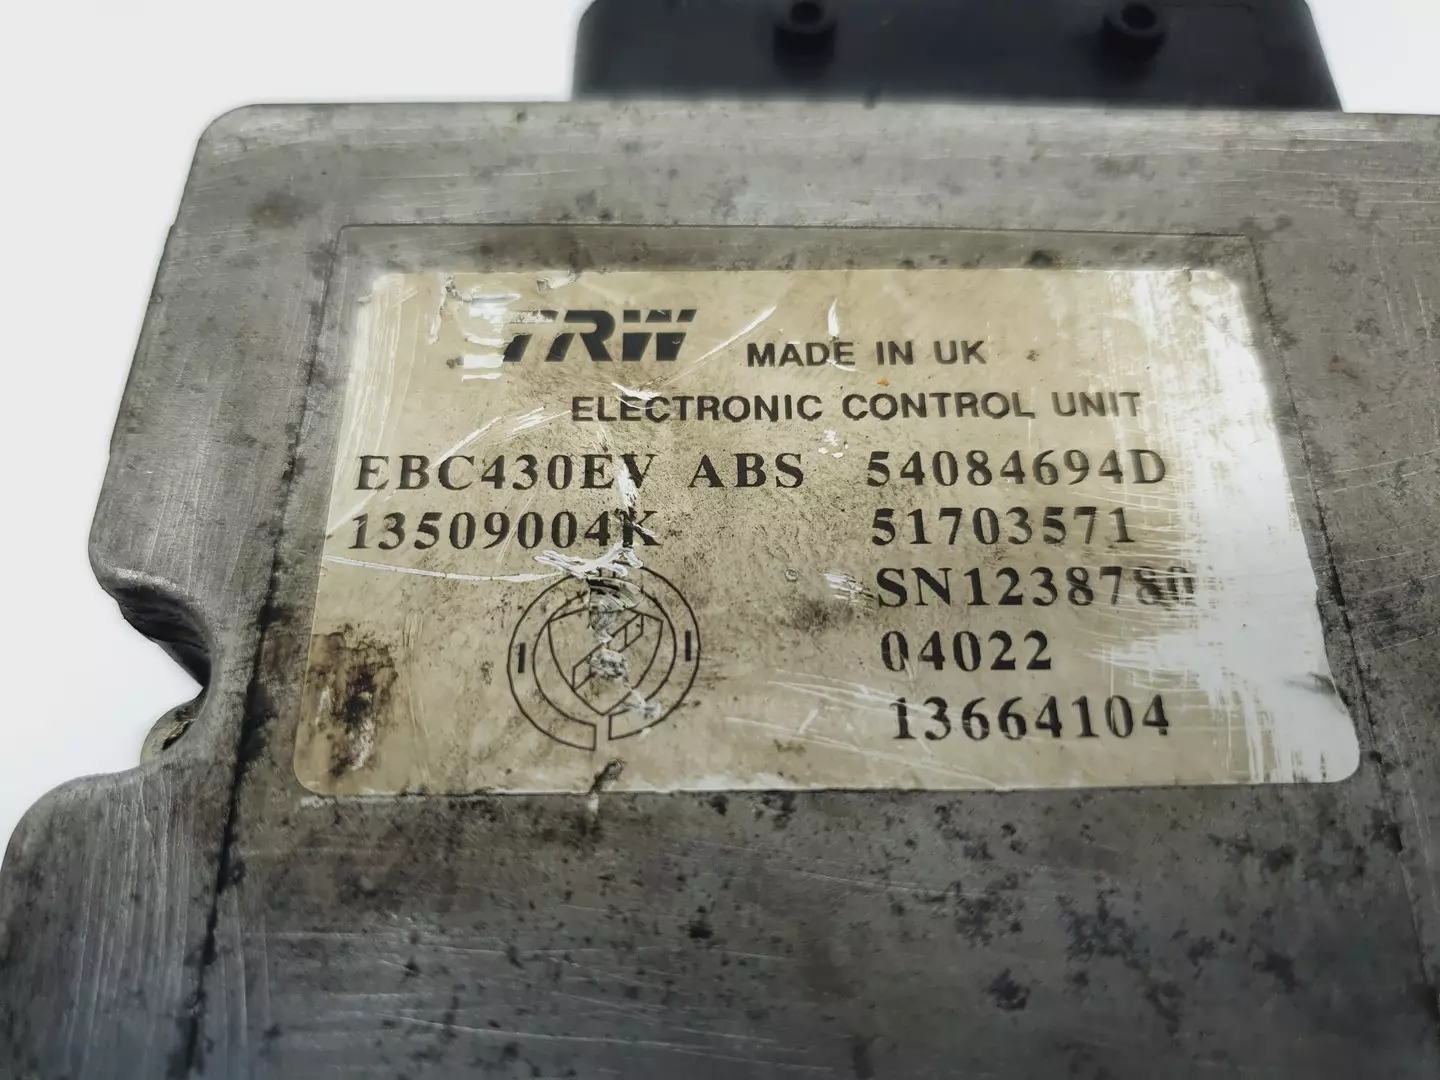 TRW MADE IN UK
ELECTRONIC CONTROL UNIT
EBC430EV ABS 54084694D
13509004K 51703571
SN1238780
04022
13664104